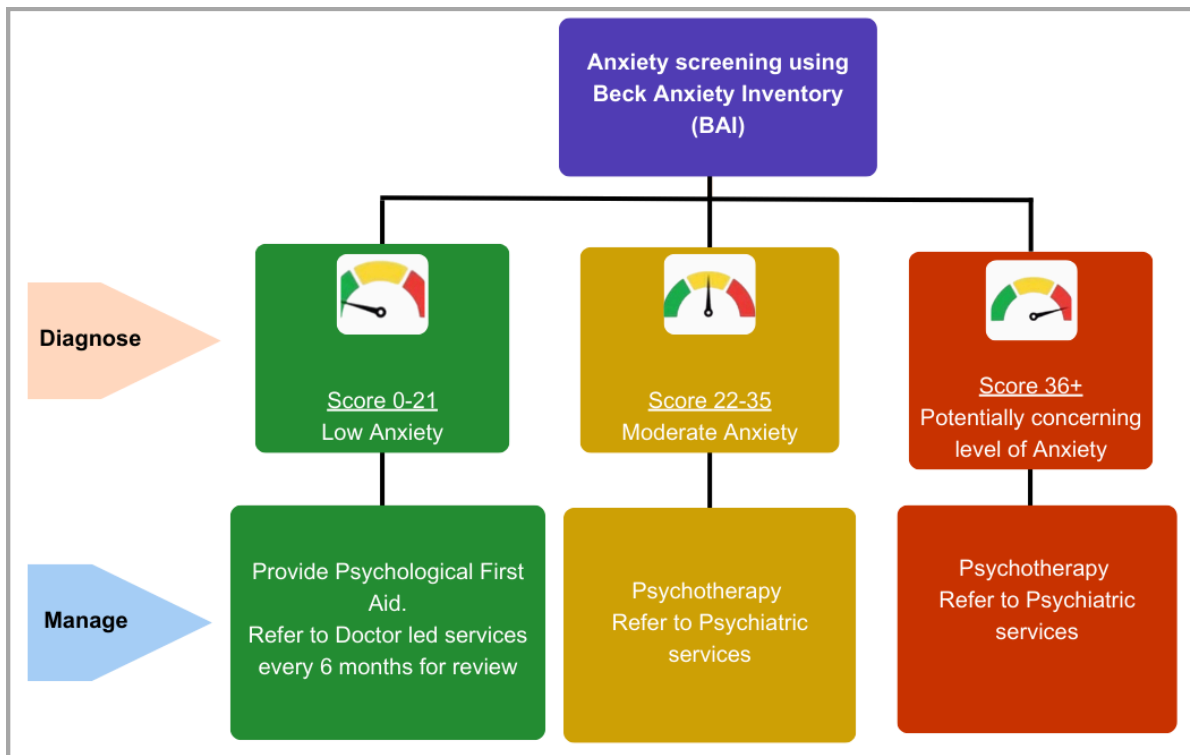 Anxiety screening using
Beck Anxiety Inventory
(BAI)
Diagnose
Score 0-21
Low Anxiety
Score 22-35
Moderate Anxiety
Score 36+
Potentially concerning
level of Anxiety
Manage
Provide Psychological First
Aid.
Refer to Doctor led services
every 6 months for review
Psychotherapy
Refer to Psychiatric
services
Psychotherapy
Refer to Psychiatric
services